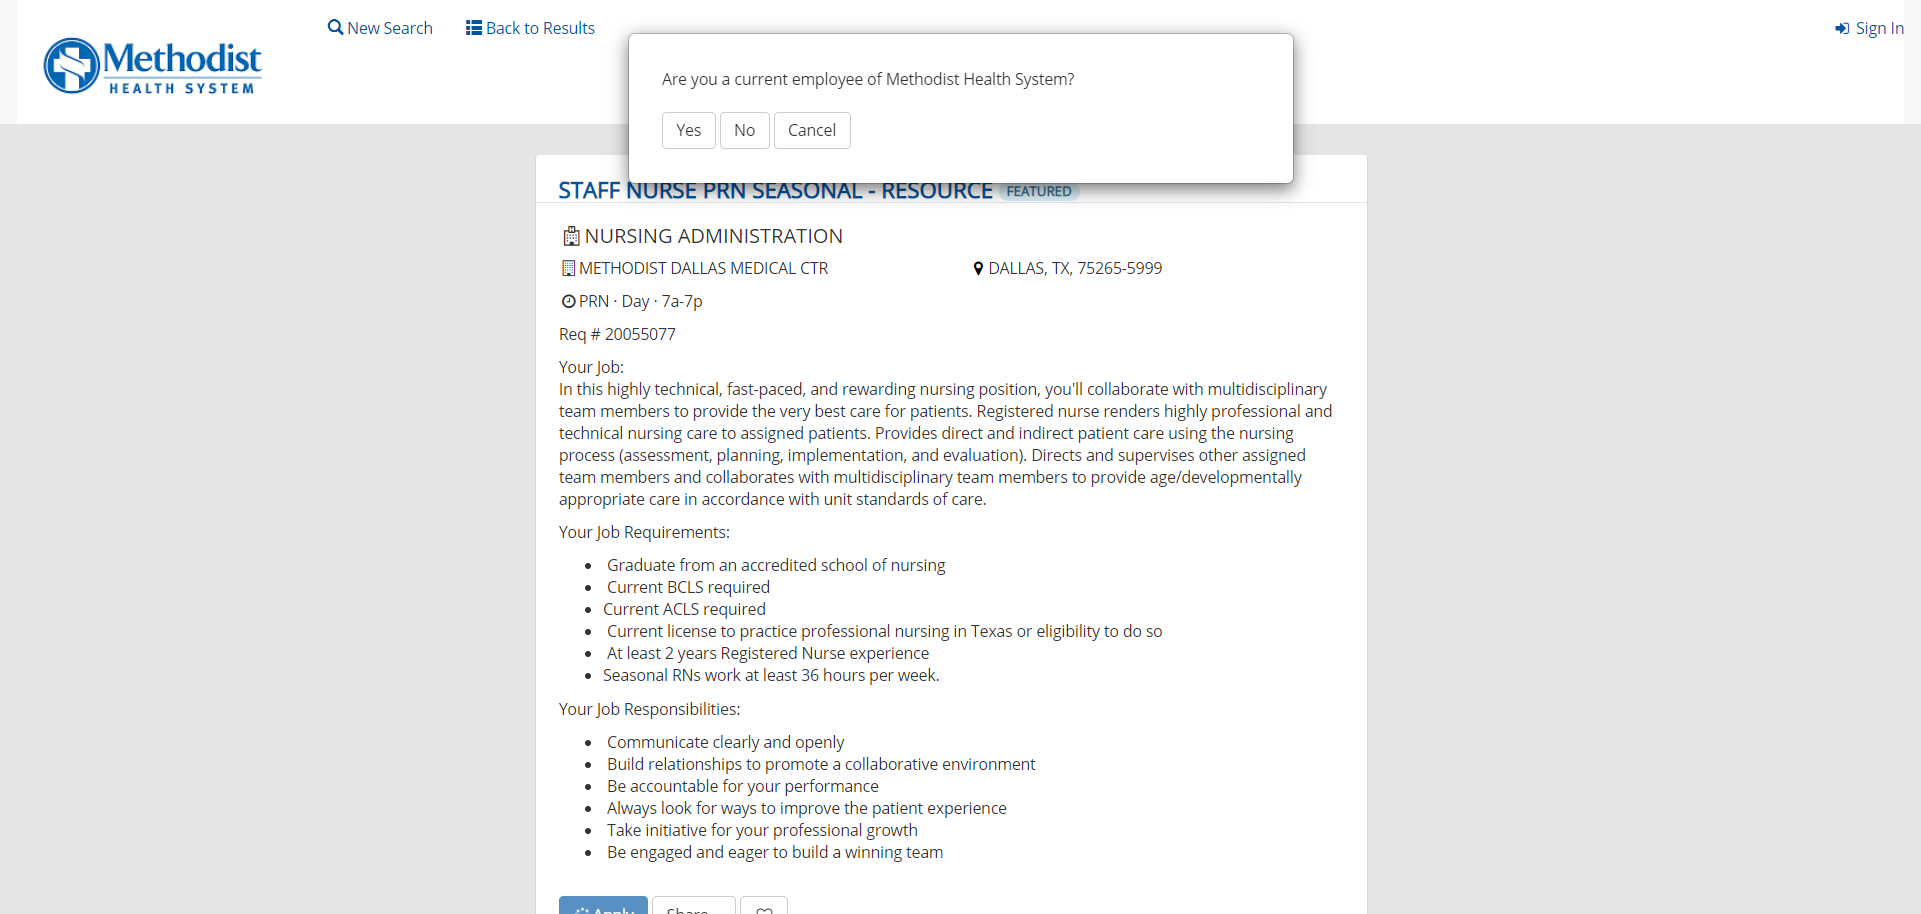 New Search
Back to Results
Sign In
Methodist
HEALTH SYSTEM
Are you a current employee of Methodist Health System?
Yes
No
Cancel
STAFF NURSE PRN SEASONAL - RESOURCE FEATURED
NURSING ADMINISTRATION
METHODIST DALLAS MEDICAL CTR
DALLAS, TX, 75265-5999
PRN · Day · 7a-7p
Req # 20055077
Your Job:
In this highly technical, fast-paced, and rewarding nursing position, you'll collaborate with multidisciplinary
team members to provide the very best care for patients. Registered nurse renders highly professional and
technical nursing care to assigned patients. Provides direct and indirect patient care using the nursing
process (assessment, planning, implementation, and evaluation). Directs and supervises other assigned
team members and collaborates with multidisciplinary team members to provide age/developmentally
appropriate care in accordance with unit standards of care.
Your Job Requirements:
• Graduate from an accredited school of nursing
• Current BCLS required
• Current ACLS required
• Current license to practice professional nursing in Texas or eligibility to do so
• At least 2 years Registered Nurse experience
• Seasonal RNs work at least 36 hours per week.
Your Job Responsibilities:
• Communicate clearly and openly
• Build relationships to promote a collaborative environment
• Be accountable for your performance
• Always look for ways to improve the patient experience
• Take initiative for your professional growth
• Be engaged and eager to build a winning team
Apply
Share